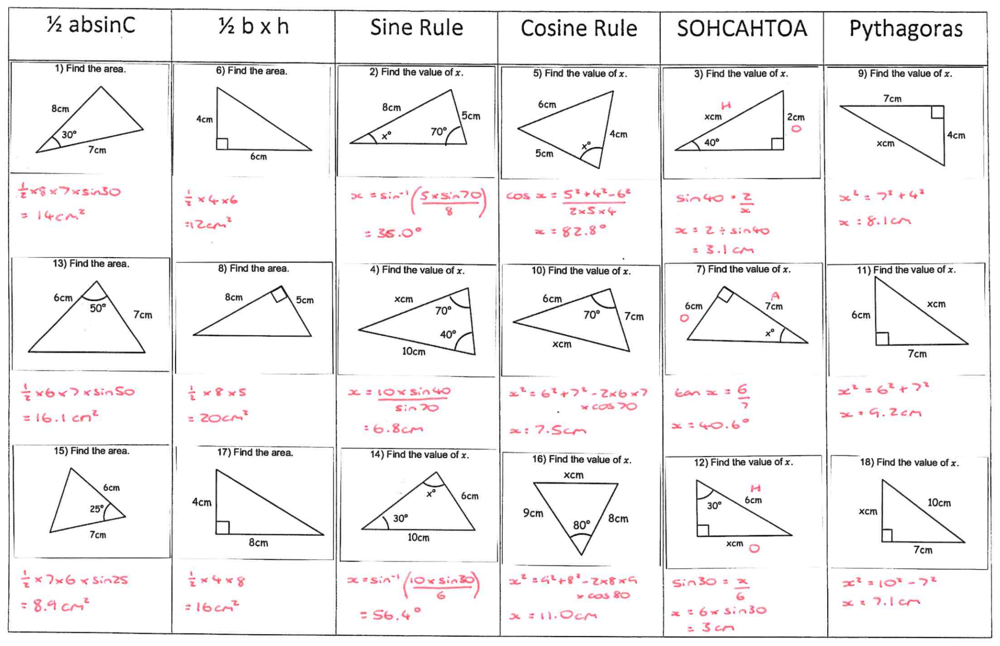 ½ absinC
½ b x h
Sine Rule
Cosine Rule
SOHCAHTOA
Pythagoras
1) Find the area.
8cm
30°
7cm
½ × 8 × 7 × sin30
= 14cm²
6) Find the area.
4cm
6cm
½ × 4 × 6
= 12cm²
2) Find the value of x.
8cm
5cm
x°
70°
x = sin⁻¹ (5 × sin70 / 8)
= 36.0°
5) Find the value of x.
6cm
4cm
x°
5cm
cos x = 5² + 4² - 6²
2 × 5 × 4
x = 82.8°
3) Find the value of x.
H
xcm
2cm
O
40°
sin40 = 2/x
x = 2 ÷ sin40
= 3.1 cm
9) Find the value of x.
7cm
4cm
xcm
x² = 7² + 4²
x = 8.1cm
13) Find the area.
6cm
50°
7cm
½ × 6 × 7 × sin50
= 16.1 cm²
8) Find the area.
8cm
5cm
½ × 8 × 5
= 20cm²
4) Find the value of x.
xcm
70°
40°
10cm
x = 10 × sin40
sin70
= 6.8cm
10) Find the value of x.
6cm
70°
7cm
xcm
x² = 6² + 7² - 2×6×7
× cos70
x = 7.5cm
7) Find the value of x.
A
6cm
7cm
O
x°
tan x = 6/7
x = 40.6°
11) Find the value of x.
xcm
6cm
7cm
x² = 6² + 7²
x = 9.2cm
15) Find the area.
6cm
25°
7cm
½ × 7 × 6 × sin25
= 8.9 cm²
17) Find the area.
4cm
8cm
½ × 4 × 8
= 16cm²
14) Find the value of x.
x°
6cm
30°
10cm
x = sin⁻¹ (10 × sin30 / 6)
= 56.4°
16) Find the value of x.
xcm
9cm
8cm
80°
x² = 9² + 8² - 2×8×9
× cos80
x = 11.0cm
12) Find the value of x.
H
6cm
30°
xcm
O
sin30 = x/6
x = 6 × sin30
= 3cm
18) Find the value of x.
10cm
xcm
7cm
x² = 10² - 7²
x = 7.1cm